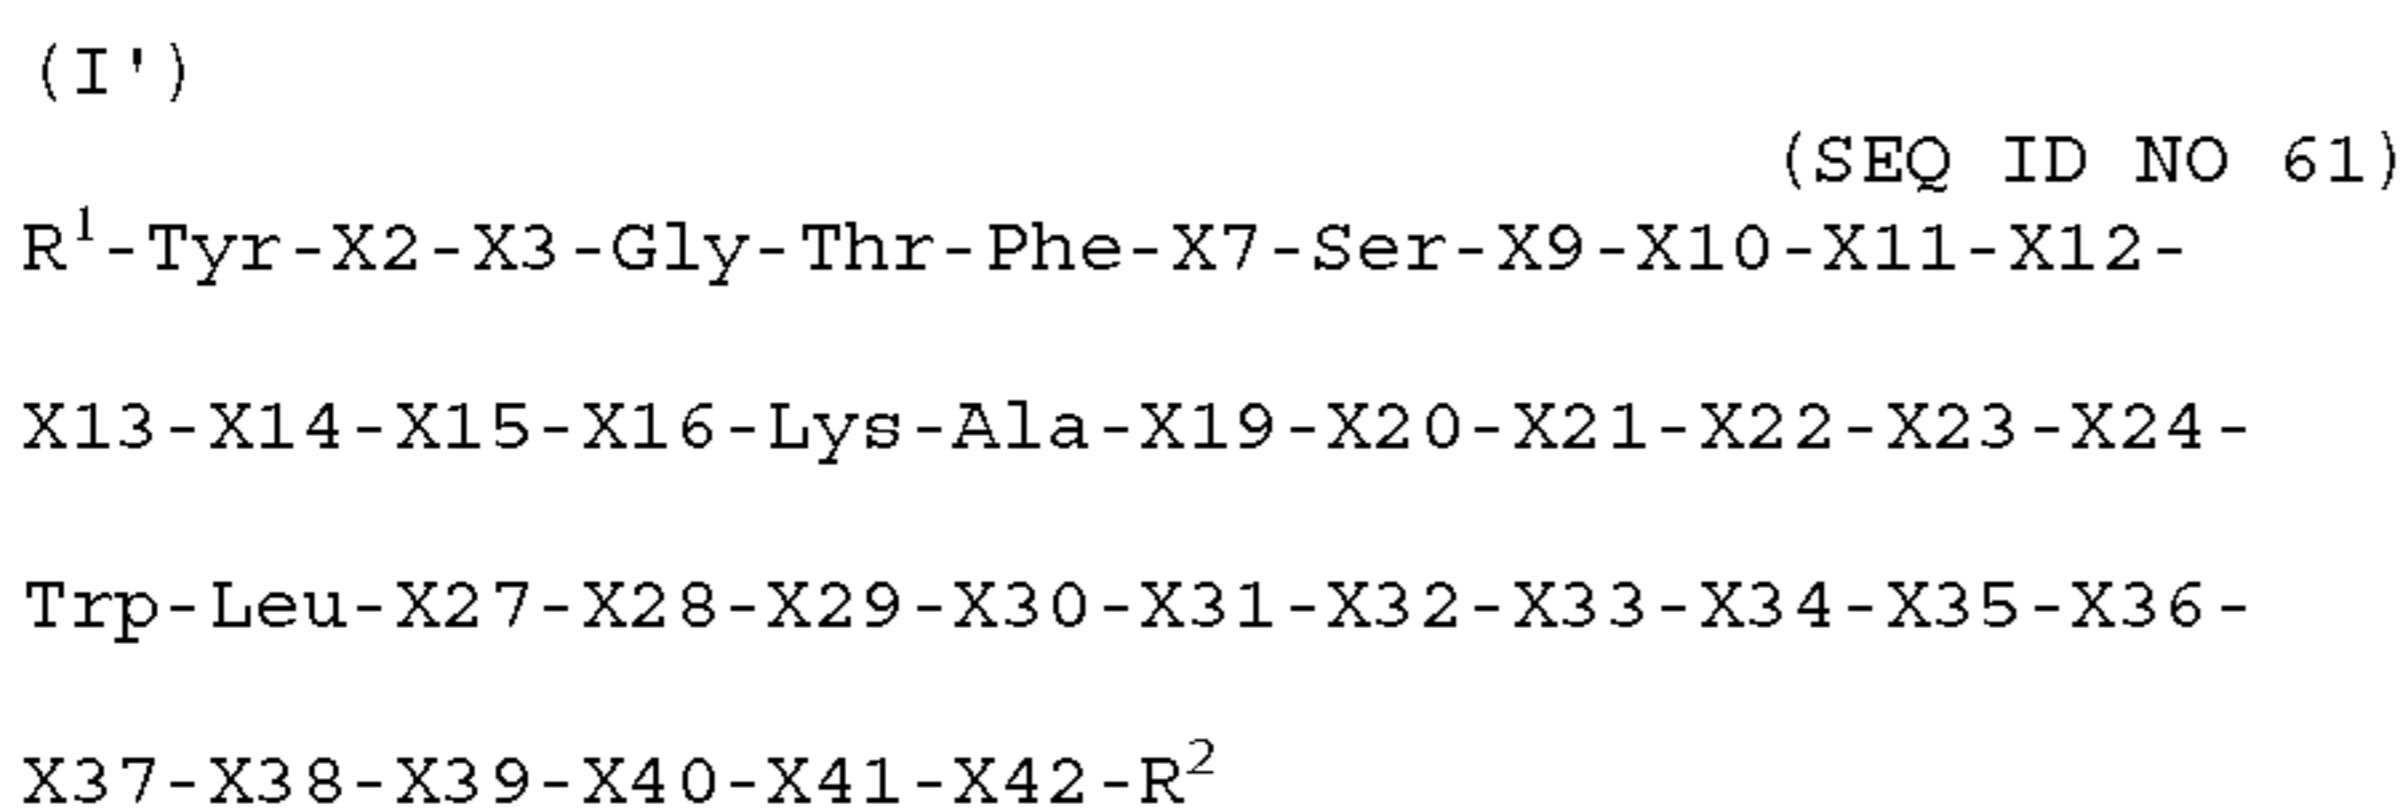 (I')
(SEQ ID NO 61)
R¹-Tyr-X2-X3-Gly-Thr-Phe-X7-Ser-X9-X10-X11-X12-
X13-X14-X15-X16-Lys-Ala-X19-X20-X21-X22-X23-X24-
Trp-Leu-X27-X28-X29-X30-X31-X32-X33-X34-X35-X36-
X37-X38-X39-X40-X41-X42-R²